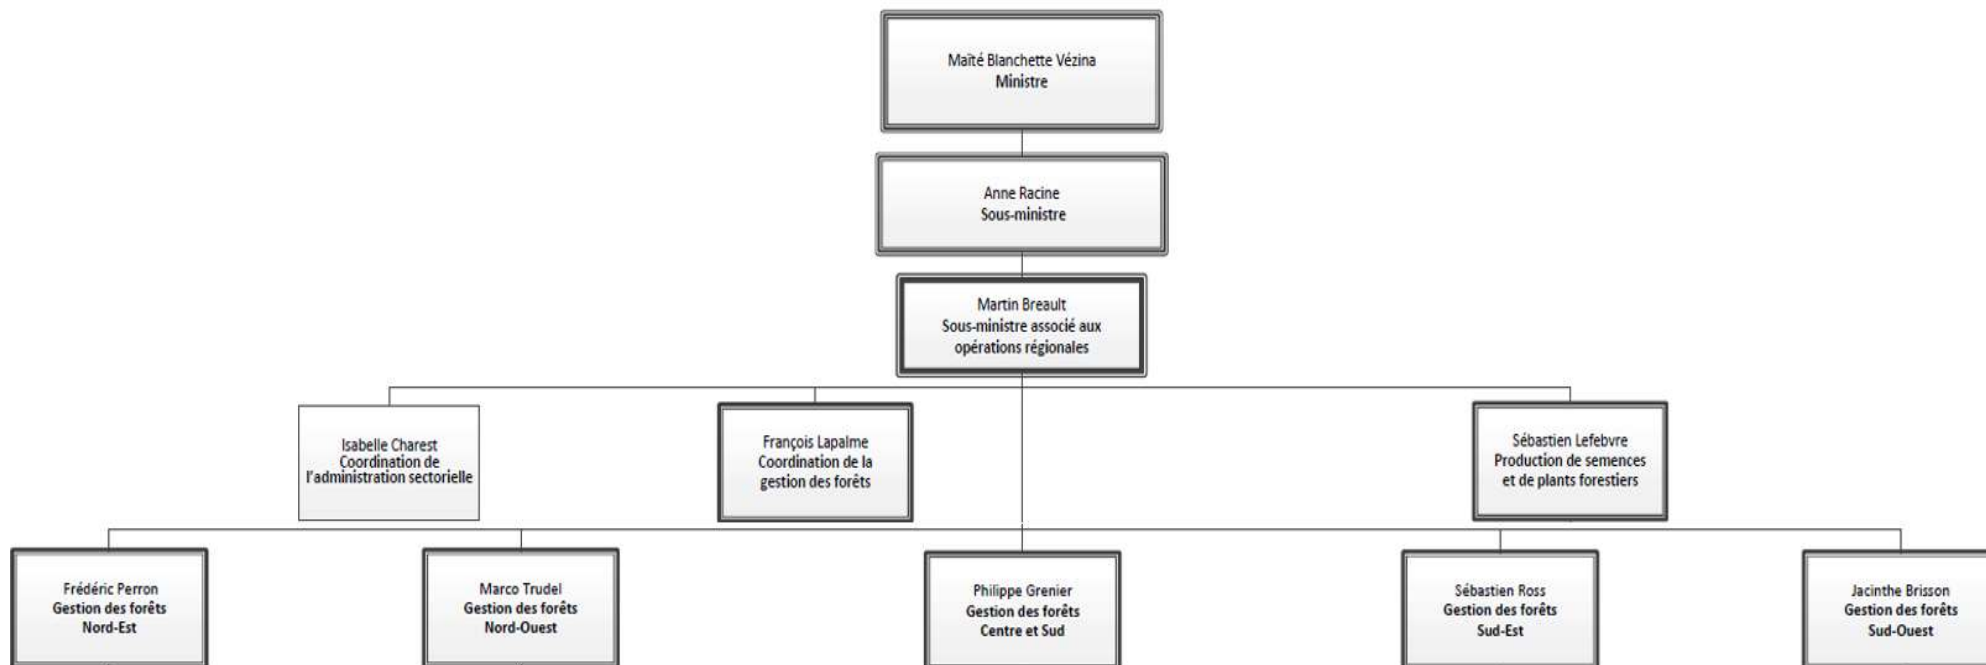 Maïté Blanchette Vézina
Ministre
Anne Racine
Sous-ministre
Martin Breault
Sous-ministre associé aux
opérations régionales
Isabelle Charest
Coordination de
l'administration sectorielle
François Lapalme
Coordination de la
gestion des forêts
Sébastien Lefebvre
Production de semences
et de plants forestiers
Frédéric Perron
Gestion des forêts
Nord-Est
Marco Trudel
Gestion des forêts
Nord-Ouest
Philippe Grenier
Gestion des forêts
Centre et Sud
Sébastien Ross
Gestion des forêts
Sud-Est
Jacinthe Brisson
Gestion des forêts
Sud-Ouest